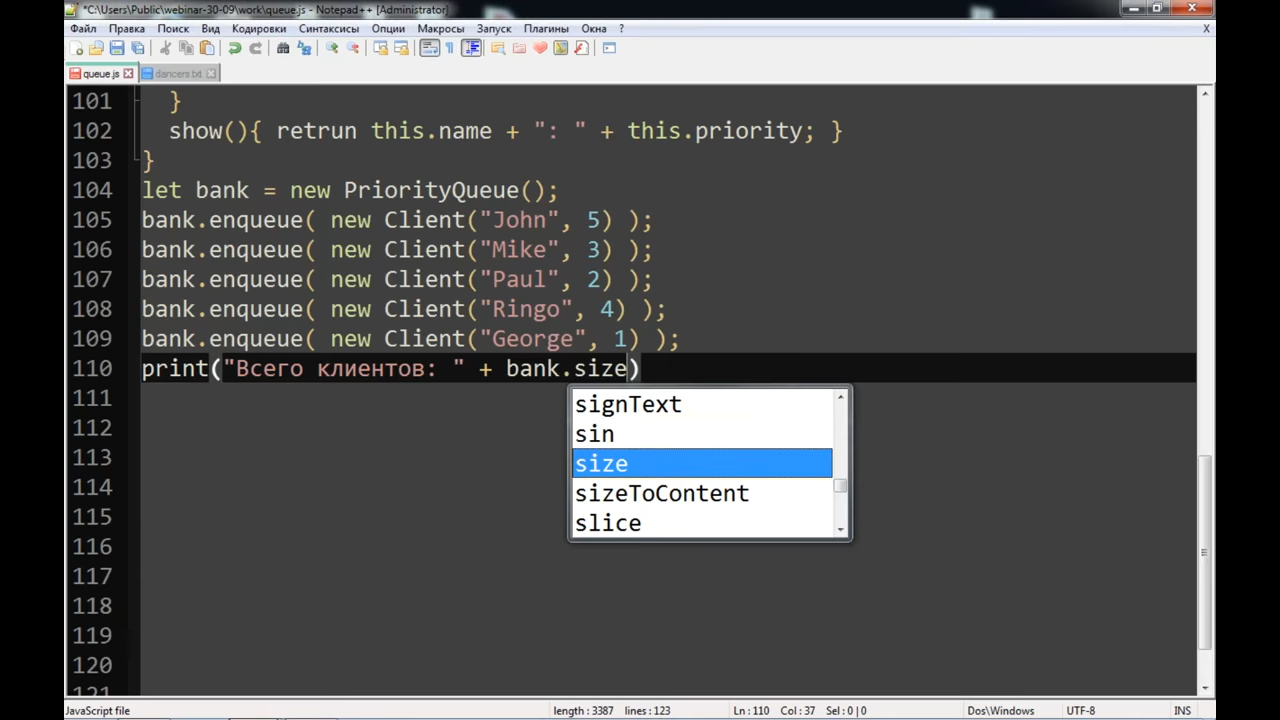 *C:\Users\Public\webinar-30-09\work\queue.js - Notepad++ [Administrator]
Файл Правка Поиск Вид Кодировки Синтаксисы Опции Макросы Запуск Плагины Окна ? X
queue.js dancers.txt
101 }
102 show(){ retrun this.name + ": " + this.priority; }
103 }
104 let bank = new PriorityQueue();
105 bank.enqueue( new Client("John", 5) );
106 bank.enqueue( new Client("Mike", 3) );
107 bank.enqueue( new Client("Paul", 2) );
108 bank.enqueue( new Client("Ringo", 4) );
109 bank.enqueue( new Client("George", 1) );
110 print("Всего клиентов: " + bank.size)
111
signText
112
sin
113
size
114
sizeToContent
115
slice
116
117
118
119
120
121
JavaScript file length : 3387 lines : 123 Ln : 110 Col : 37 Sel : 0 | 0 Dos\Windows UTF-8 INS